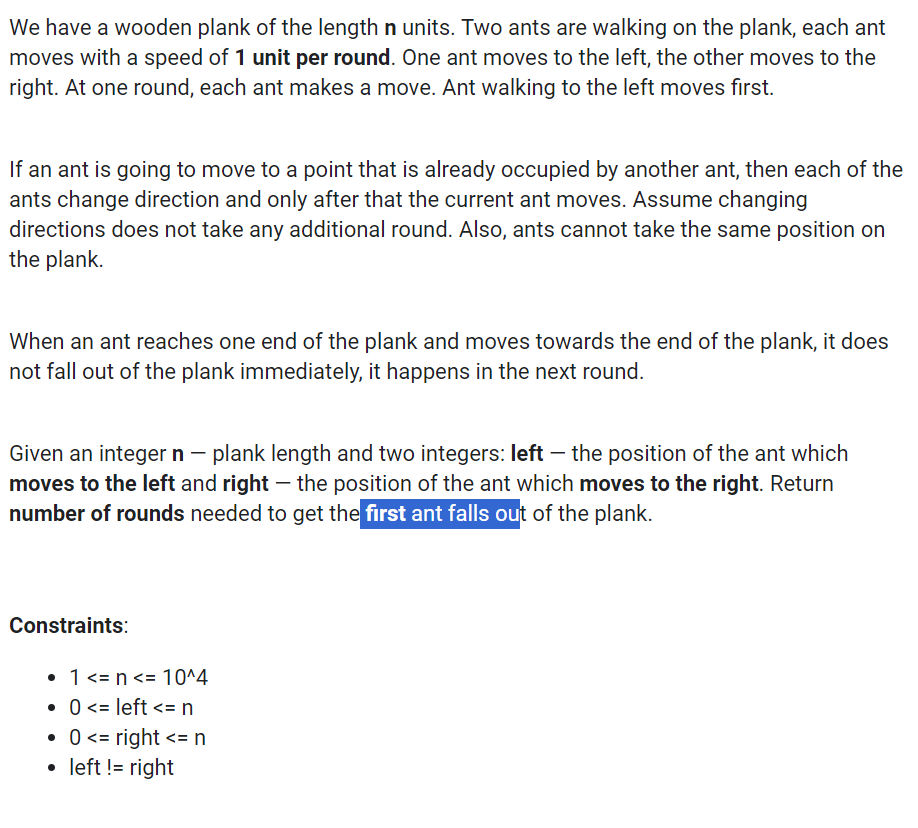 We have a wooden plank of the length n units. Two ants are walking on the plank, each ant
moves with a speed of 1 unit per round. One ant moves to the left, the other moves to the
right. At one round, each ant makes a move. Ant walking to the left moves first.
If an ant is going to move to a point that is already occupied by another ant, then each of the
ants change direction and only after that the current ant moves. Assume changing
directions does not take any additional round. Also, ants cannot take the same position on
the plank.
When an ant reaches one end of the plank and moves towards the end of the plank, it does
not fall out of the plank immediately, it happens in the next round.
Given an integer n — plank length and two integers: left — the position of the ant which
moves to the left and right — the position of the ant which moves to the right. Return
number of rounds needed to get the first ant falls out of the plank.
Constraints:
• 1 <= n <= 10^4
• 0 <= left <= n
• 0 <= right <= n
• left != right